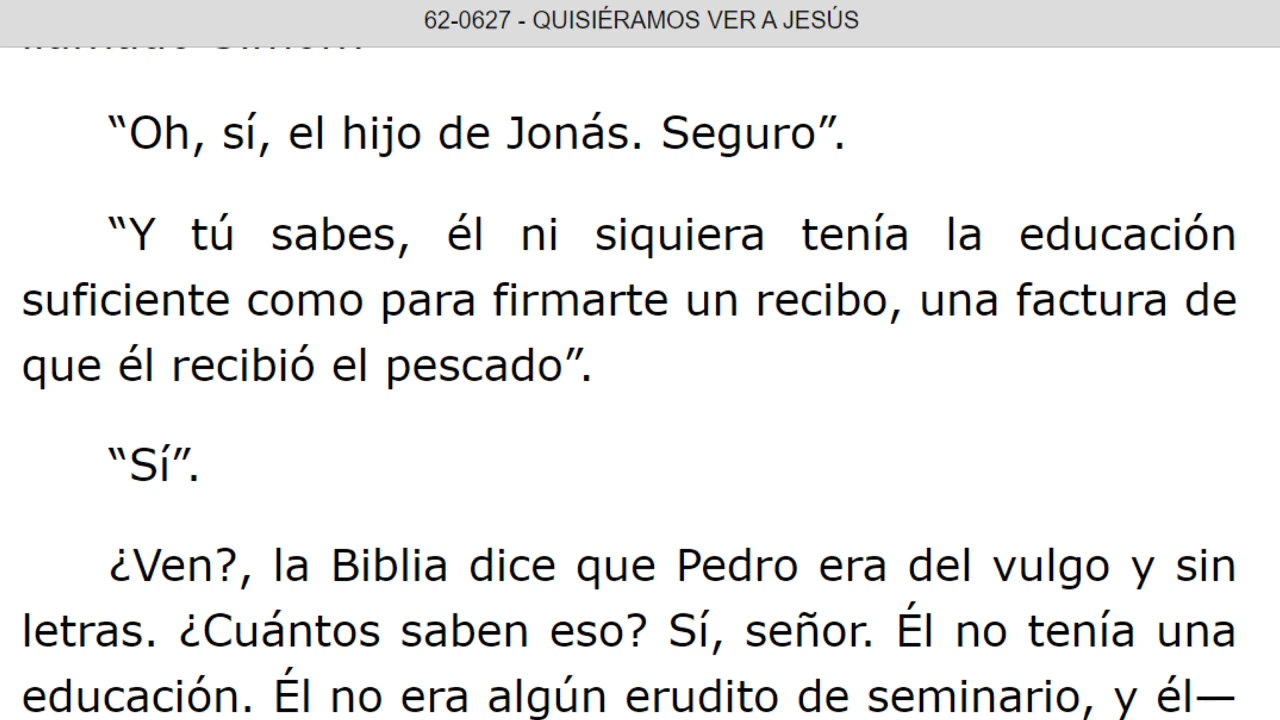 62-0627 - QUISIÉRAMOS VER A JESÚS
“Oh, sí, el hijo de Jonás. Seguro”.
“Y tú sabes, él ni siquiera tenía la educación
suficiente como para firmarte un recibo, una factura de
que él recibió el pescado”.
“Sí”.
¿Ven?, la Biblia dice que Pedro era del vulgo y sin
letras. ¿Cuántos saben eso? Sí, señor. Él no tenía una
educación. Él no era algún erudito de seminario, y él—